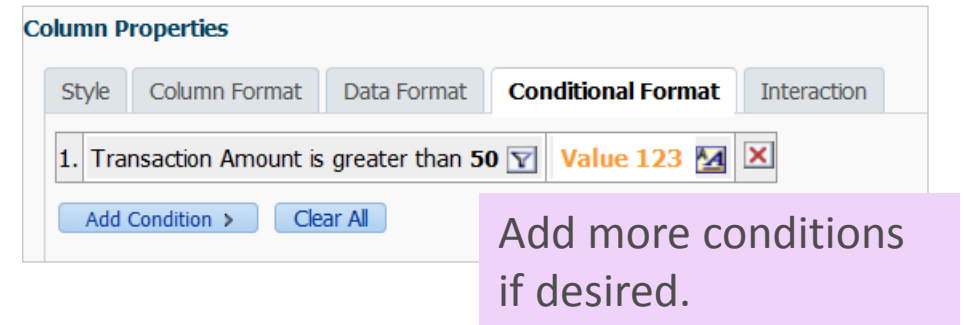 Column Properties
Style Column Format Data Format Conditional Format Interaction
1. Transaction Amount is greater than 50 Value 123
Add Condition > Clear All
Add more conditions
if desired.